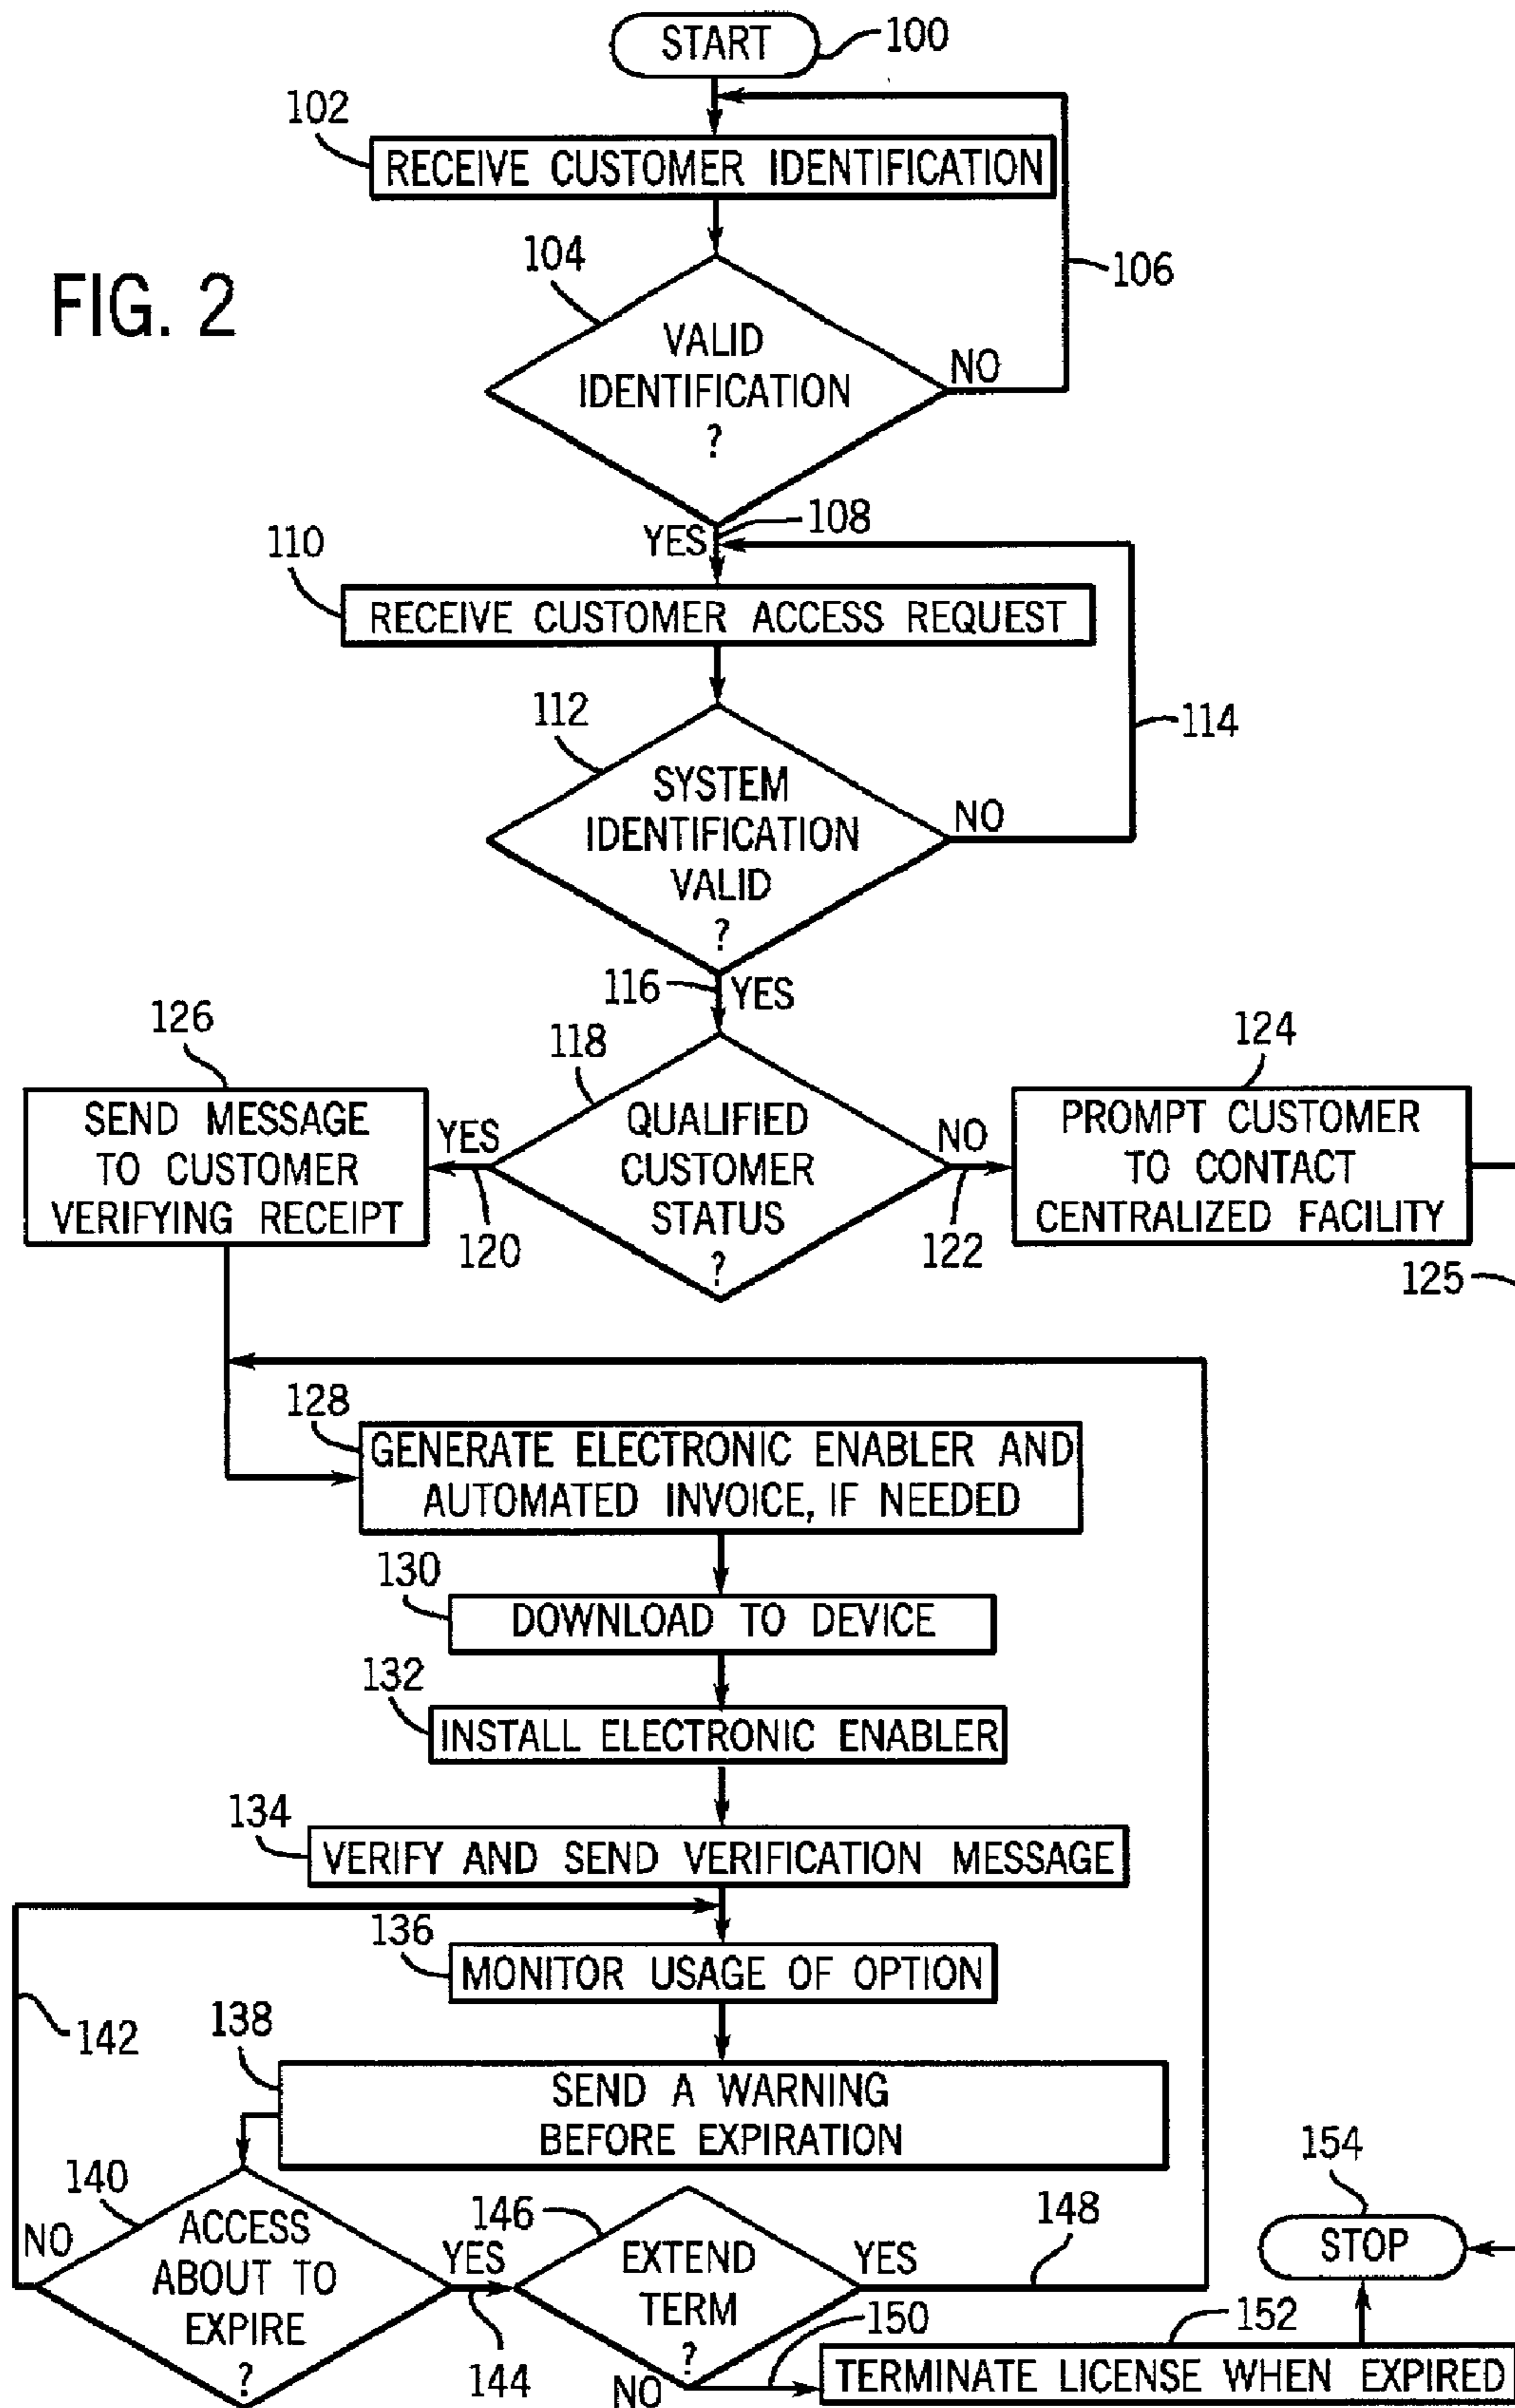 START
100
102
RECEIVE CUSTOMER IDENTIFICATION
104
106
FIG. 2
VALID
IDENTIFICATION
?
NO
108
YES
110
RECEIVE CUSTOMER ACCESS REQUEST
112
114
SYSTEM
IDENTIFICATION
VALID
?
NO
116
YES
126
118
124
SEND MESSAGE
TO CUSTOMER
VERIFYING RECEIPT
YES
120
QUALIFIED
CUSTOMER
STATUS
?
NO
122
PROMPT CUSTOMER
TO CONTACT
CENTRALIZED FACILITY
125
128
GENERATE ELECTRONIC ENABLER AND
AUTOMATED INVOICE, IF NEEDED
130
DOWNLOAD TO DEVICE
132
INSTALL ELECTRONIC ENABLER
134
VERIFY AND SEND VERIFICATION MESSAGE
136
MONITOR USAGE OF OPTION
142
138
SEND A WARNING
BEFORE EXPIRATION
140
NO
ACCESS
ABOUT TO
EXPIRE
?
YES
144
146
EXTEND
TERM
?
YES
148
NO
150
152
TERMINATE LICENSE WHEN EXPIRED
154
STOP